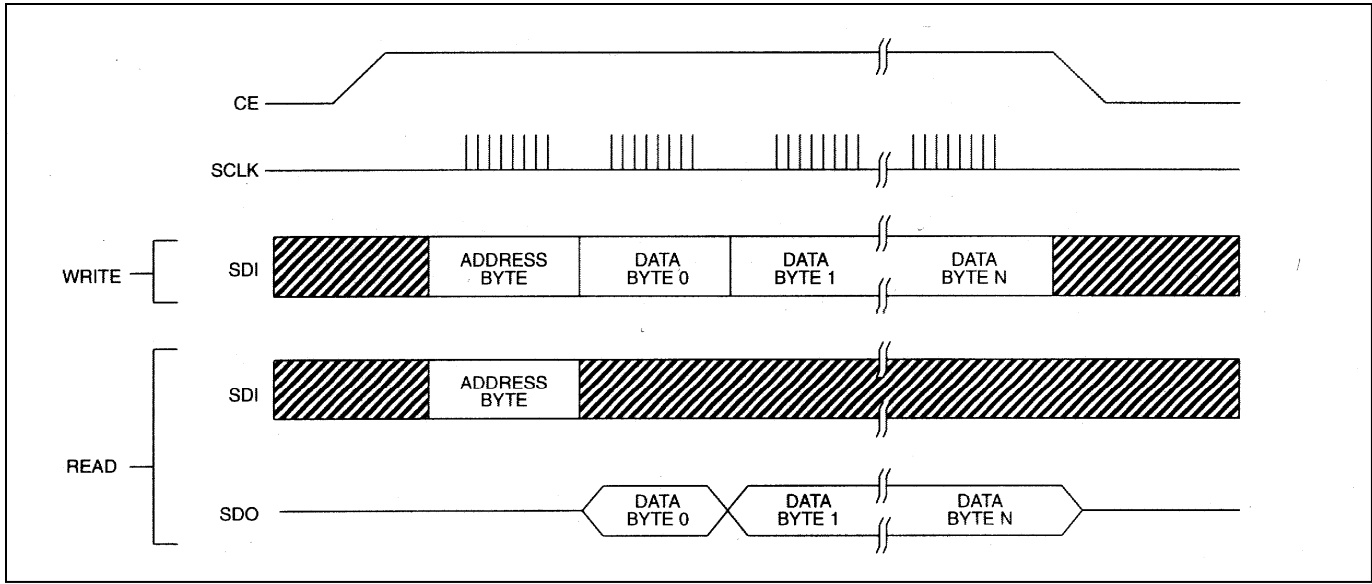 CE
SCLK
WRITE
SDI
ADDRESS
BYTE
DATA
BYTE 0
DATA
BYTE 1
DATA
BYTE N
READ
SDI
ADDRESS
BYTE
SDO
DATA
BYTE 0
DATA
BYTE 1
DATA
BYTE N